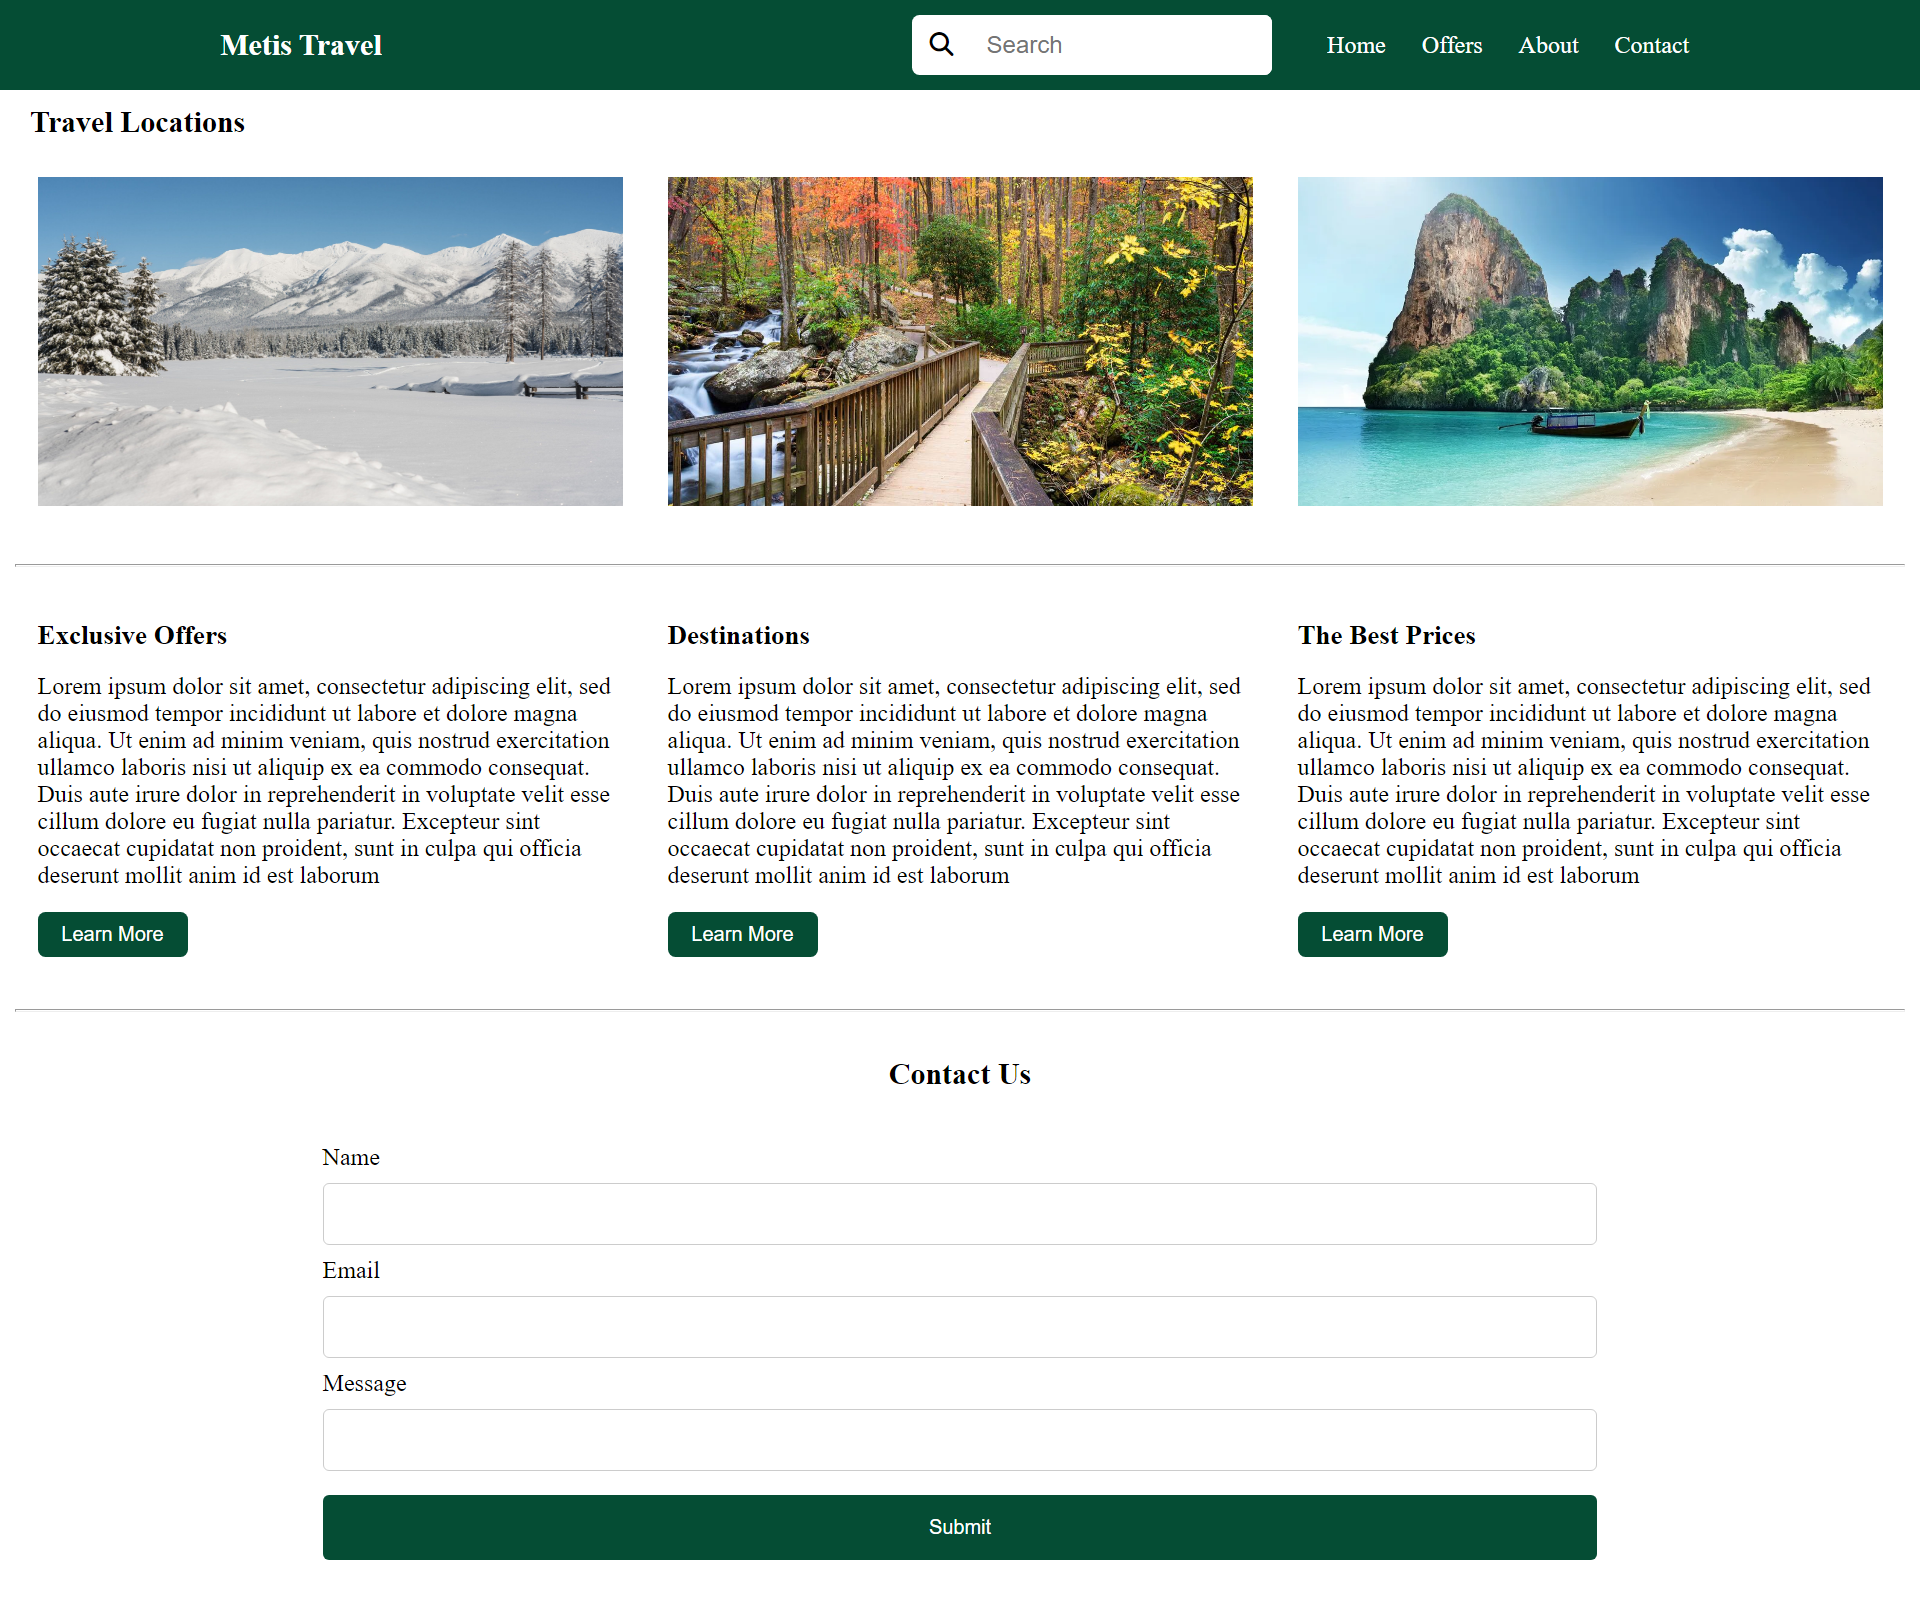 Metis Travel
Search
Home Offers About Contact
Travel Locations
Exclusive Offers
Lorem ipsum dolor sit amet, consectetur adipiscing elit, sed
do eiusmod tempor incididunt ut labore et dolore magna
aliqua. Ut enim ad minim veniam, quis nostrud exercitation
ullamco laboris nisi ut aliquip ex ea commodo consequat.
Duis aute irure dolor in reprehenderit in voluptate velit esse
cillum dolore eu fugiat nulla pariatur. Excepteur sint
occaecat cupidatat non proident, sunt in culpa qui officia
deserunt mollit anim id est laborum
Learn More
Destinations
Lorem ipsum dolor sit amet, consectetur adipiscing elit, sed
do eiusmod tempor incididunt ut labore et dolore magna
aliqua. Ut enim ad minim veniam, quis nostrud exercitation
ullamco laboris nisi ut aliquip ex ea commodo consequat.
Duis aute irure dolor in reprehenderit in voluptate velit esse
cillum dolore eu fugiat nulla pariatur. Excepteur sint
occaecat cupidatat non proident, sunt in culpa qui officia
deserunt mollit anim id est laborum
Learn More
The Best Prices
Lorem ipsum dolor sit amet, consectetur adipiscing elit, sed
do eiusmod tempor incididunt ut labore et dolore magna
aliqua. Ut enim ad minim veniam, quis nostrud exercitation
ullamco laboris nisi ut aliquip ex ea commodo consequat.
Duis aute irure dolor in reprehenderit in voluptate velit esse
cillum dolore eu fugiat nulla pariatur. Excepteur sint
occaecat cupidatat non proident, sunt in culpa qui officia
deserunt mollit anim id est laborum
Learn More
Contact Us
Name
Email
Message
Submit